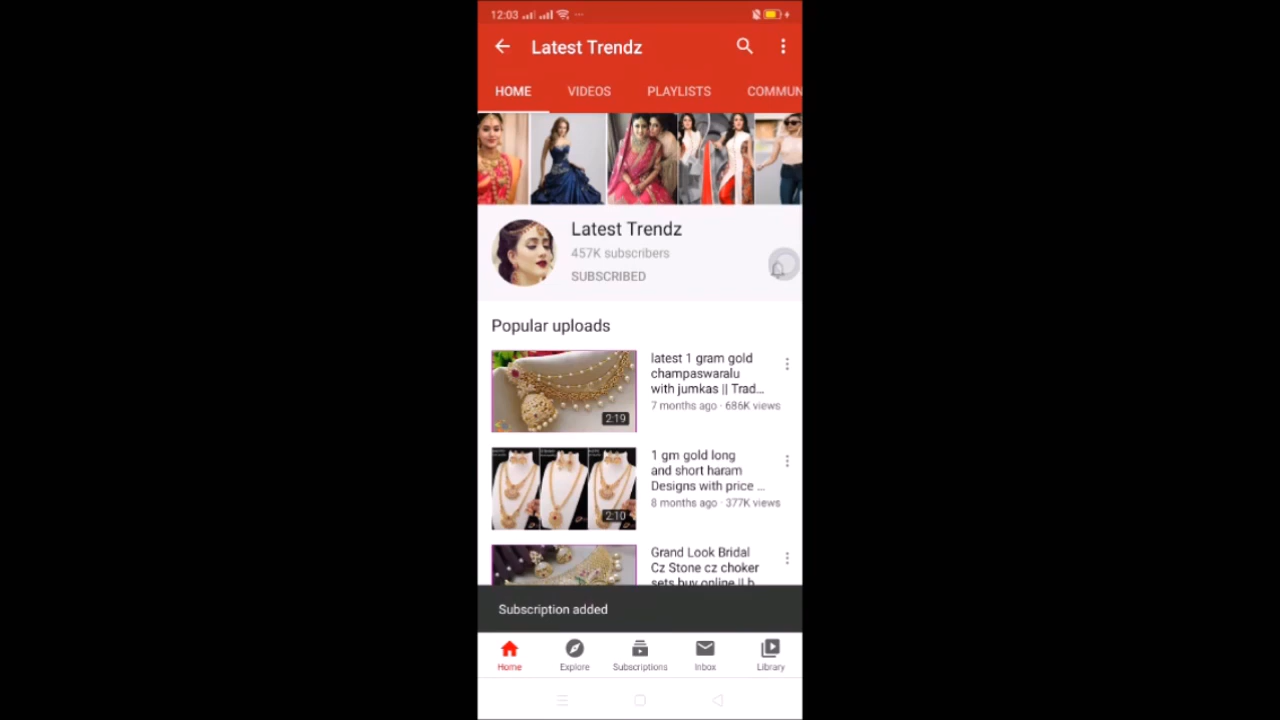 12:03
Latest Trendz
HOME VIDEOS PLAYLISTS COMMUN
Latest Trendz
457K subscribers
SUBSCRIBED
Popular uploads
latest 1 gram gold
champaswaralu
with jumkas || Trad...
7 months ago · 686K views
2:19
1 gm gold long
and short haram
Designs with price ...
8 months ago · 377K views
2:10
Grand Look Bridal
Cz Stone cz choker
sets buy online || b
Subscription added
Home Explore Subscriptions Inbox Library